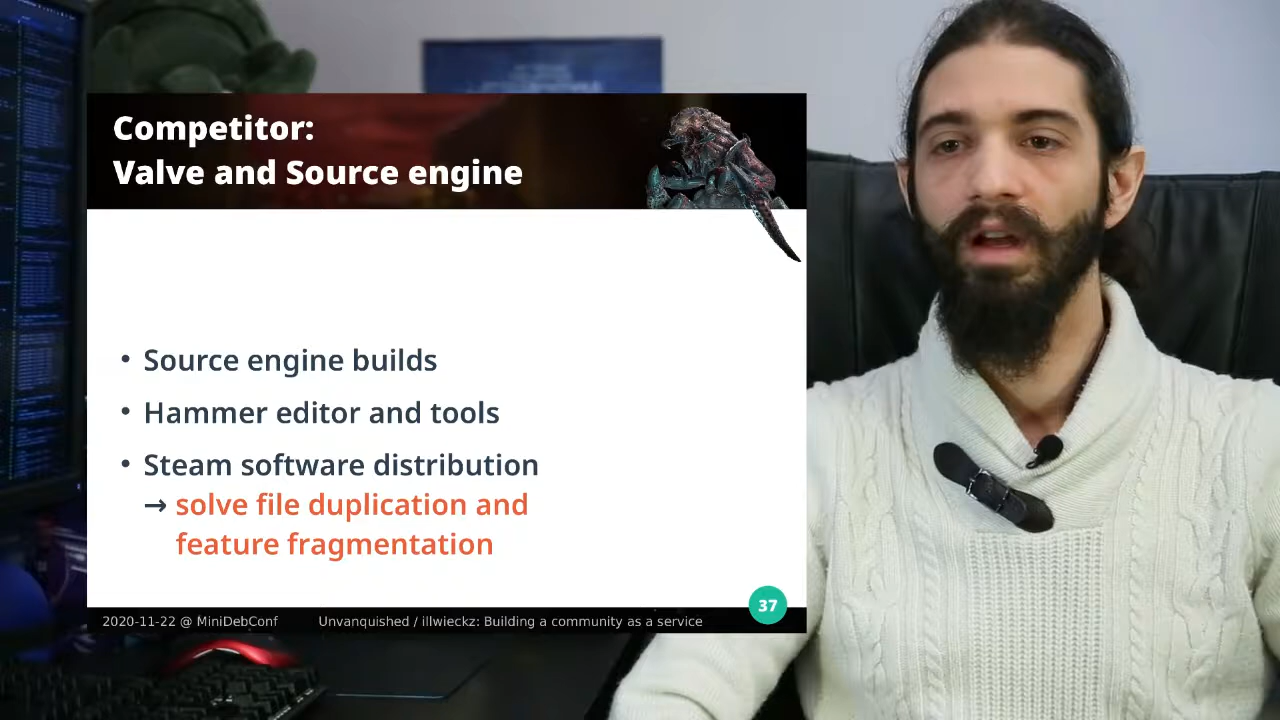 Competitor:
Valve and Source engine
• Source engine builds
• Hammer editor and tools
• Steam software distribution
→ solve file duplication and
feature fragmentation
37
2020-11-22 @ MiniDebConf
Unvanquished / illwieckz: Building a community as a service